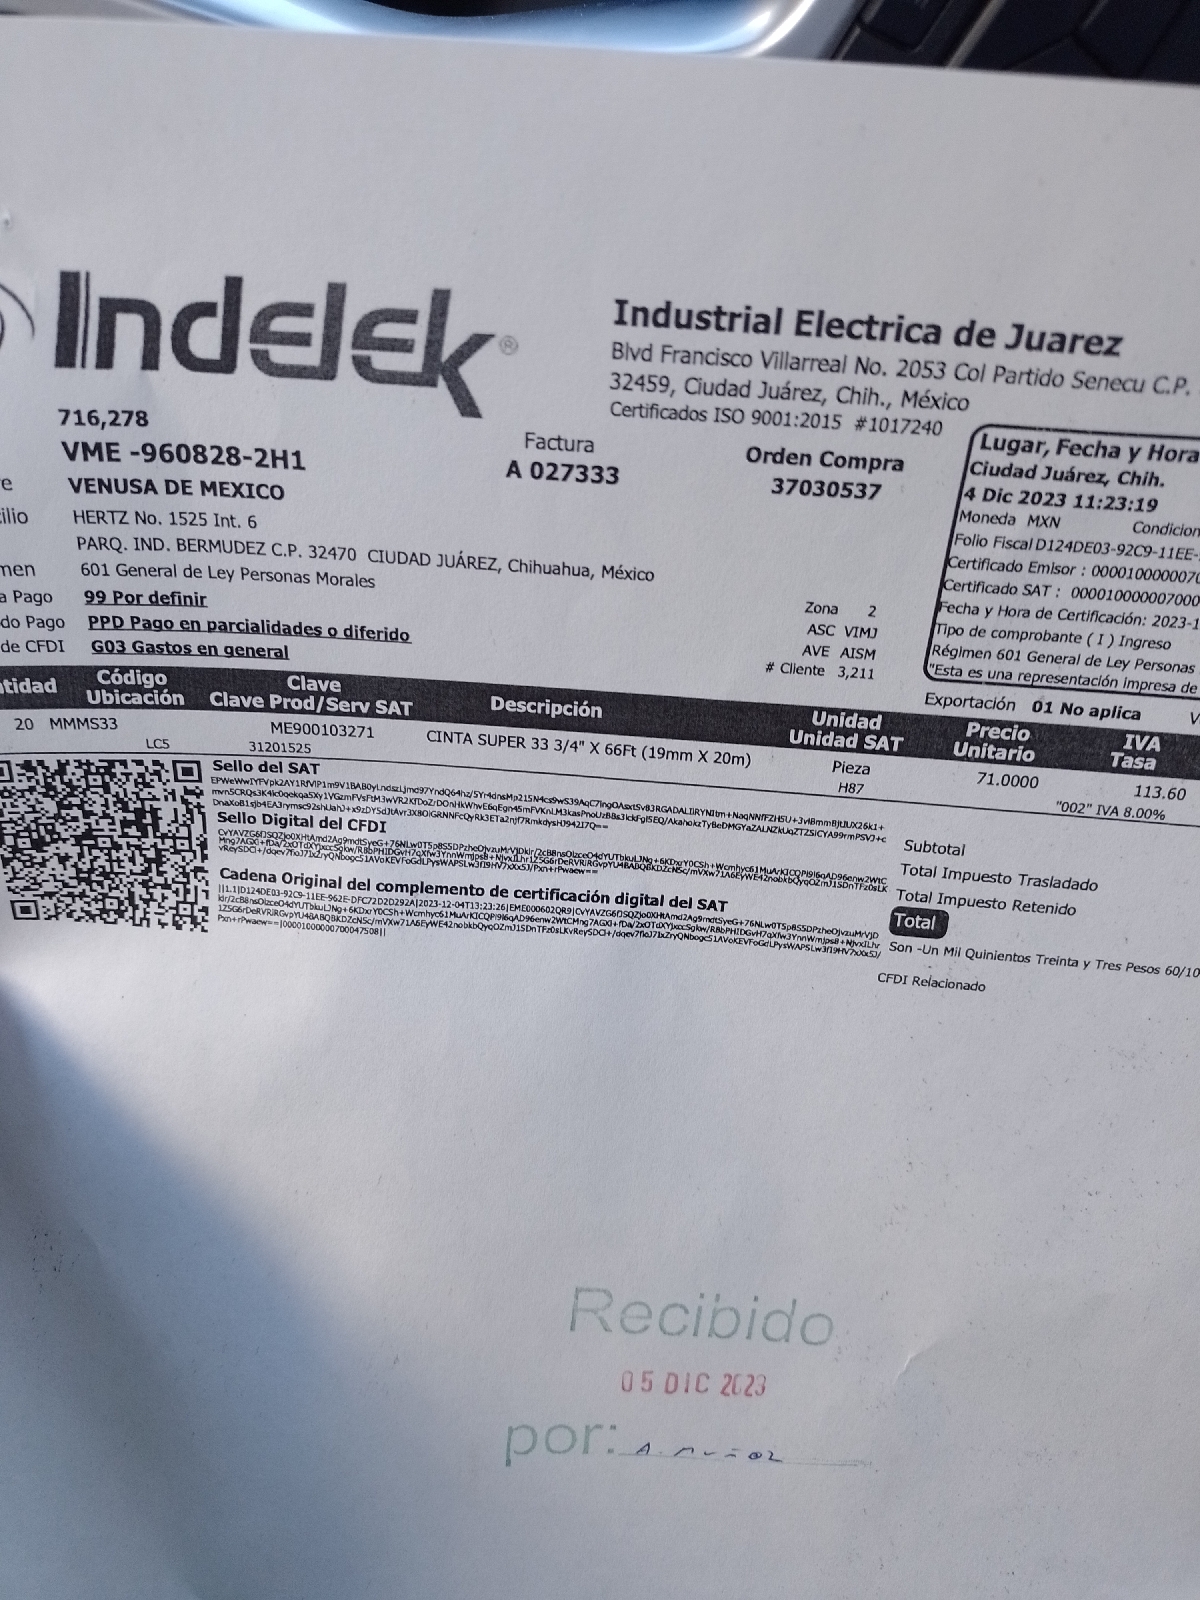 Indelek®
Industrial Electrica de Juarez
Blvd Francisco Villarreal No. 2053 Col Partido Senecu C.P.
32459, Ciudad Juárez, Chih., México
Certificados ISO 9001:2015 #1017240
716,278
VME -960828-2H1
VENUSA DE MEXICO
HERTZ No. 1525 Int. 6
PARQ. IND. BERMUDEZ C.P. 32470 CIUDAD JUÁREZ, Chihuahua, México
601 General de Ley Personas Morales
a Pago 99 Por definir
do Pago PPD Pago en parcialidades o diferido
de CFDI G03 Gastos en general
Factura
A 027333
Orden Compra
37030537
Zona 2
ASC VIMJ
AVE AISM
# Cliente 3,211
Lugar, Fecha y Hora
Ciudad Juárez, Chih.
4 Dic 2023 11:23:19
Moneda MXN Condicion
Folio Fiscal D124DE03-92C9-11EE-
Certificado Emisor : 0000100000070
Certificado SAT : 000010000007000
Fecha y Hora de Certificación: 2023-1
Tipo de comprobante ( I ) Ingreso
Régimen 601 General de Ley Personas
"Esta es una representación impresa de
Exportación 01 No aplica
tidad Código Ubicación Clave Clave Prod/Serv SAT Descripción Unidad Unidad SAT Precio Unitario IVA Tasa
20 MMMS33 ME900103271 CINTA SUPER 33 3/4" X 66Ft (19mm X 20m) Pieza 71.0000 113.60
LC5 31201525 H87 "002" IVA 8.00%
Sello del SAT
Sello Digital del CFDI
Cadena Original del complemento de certificación digital del SAT
Subtotal
Total Impuesto Trasladado
Total Impuesto Retenido
Total
Son -Un Mil Quinientos Treinta y Tres Pesos 60/10
CFDI Relacionado
Recibido
05 DIC 2023
por: A. muñoz